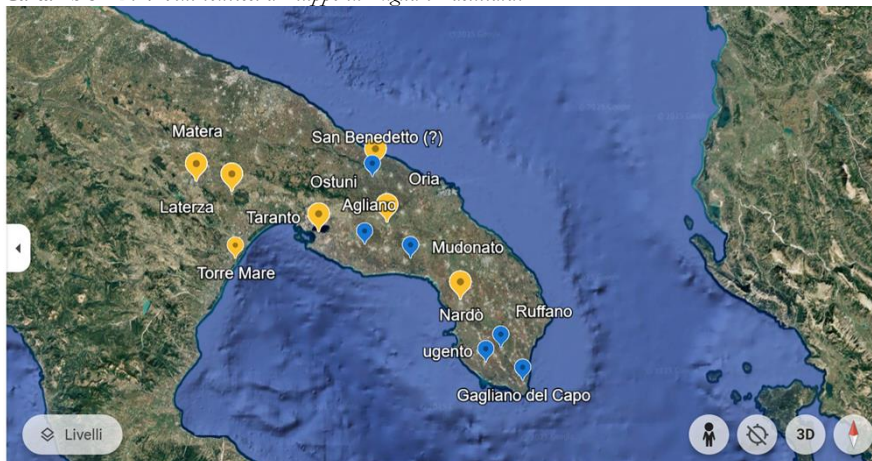 Matera
San Benedetto (?)
Ostuni
Oria
Laterza
Taranto
Agliano
Mudonato
Torre Mare
Nardò
Ruffano
ugento
Gagliano del Capo
Livelli
3D